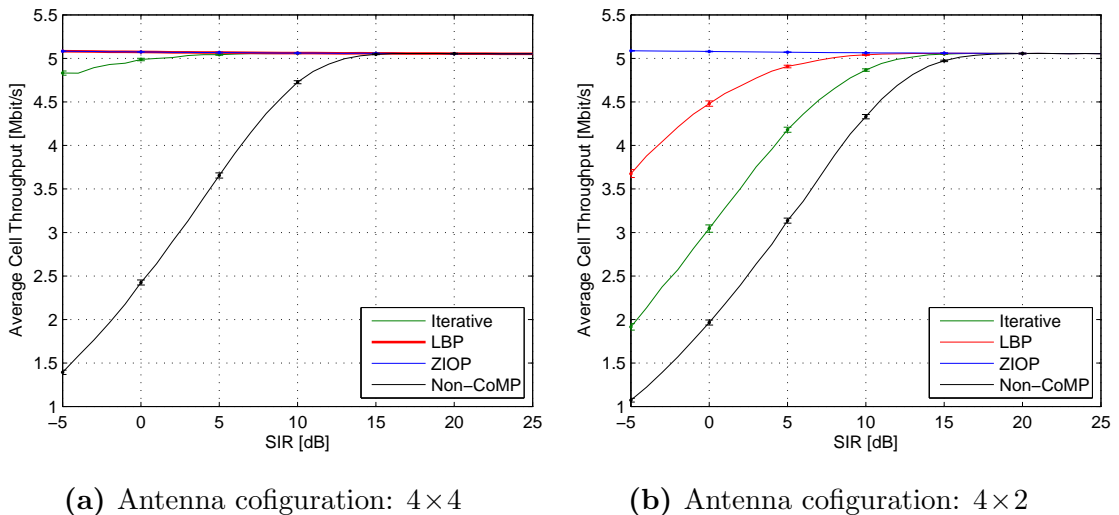 5.5
5
4.5
4
3.5
3
2.5
2
1.5
1
Average Cell Throughput [Mbit/s]
−5 0 5 10 15 20 25
SIR [dB]
Iterative
LBP
ZIOP
Non−CoMP
(a) Antenna cofiguration: 4×4
5.5
5
4.5
4
3.5
3
2.5
2
1.5
1
Average Cell Throughput [Mbit/s]
−5 0 5 10 15 20 25
SIR [dB]
Iterative
LBP
ZIOP
Non−CoMP
(b) Antenna cofiguration: 4×2